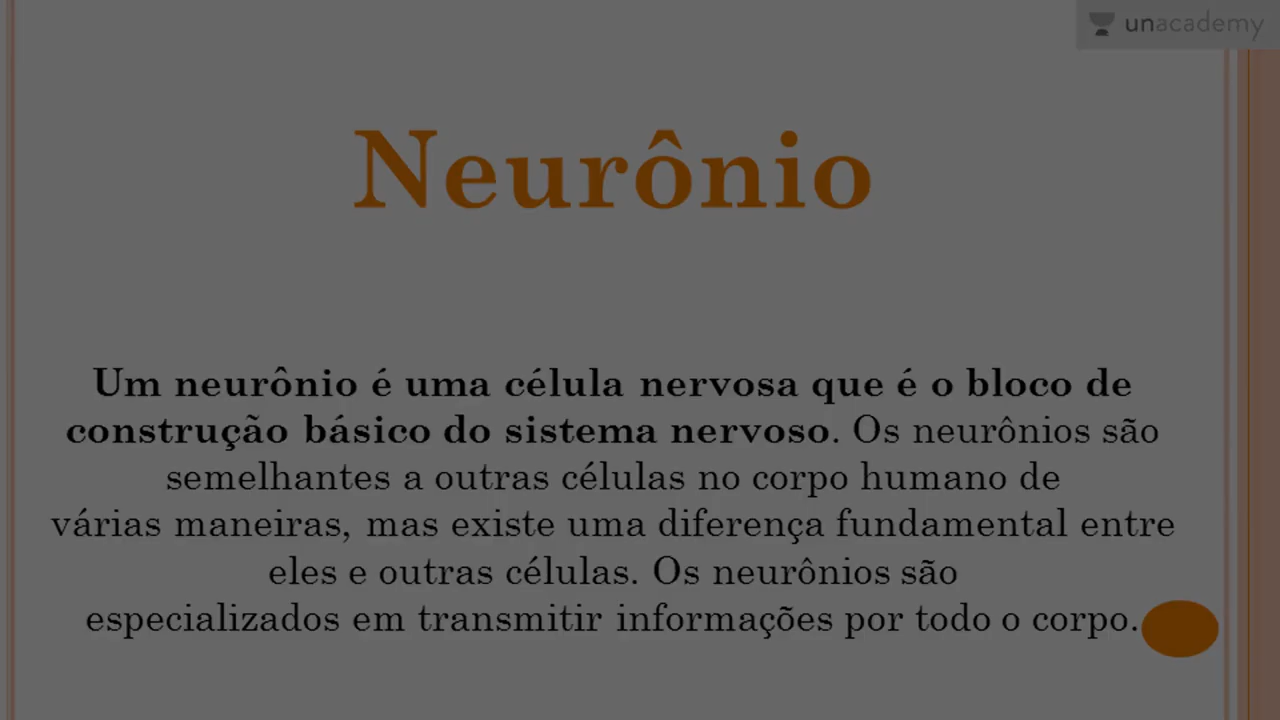 unacademy
Neurônio
Um neurônio é uma célula nervosa que é o bloco de
construção básico do sistema nervoso. Os neurônios são
semelhantes a outras células no corpo humano de
várias maneiras, mas existe uma diferença fundamental entre
eles e outras células. Os neurônios são
especializados em transmitir informações por todo o corpo.